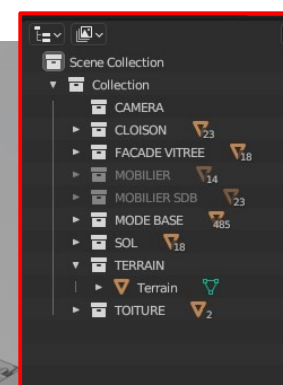 Scene Collection
Collection
CAMERA
CLOISON 23
FACADE VITREE 18
MOBILIER 14
MOBILIER SDB 23
MODE BASE 485
SOL 18
TERRAIN
Terrain
TOITURE 2